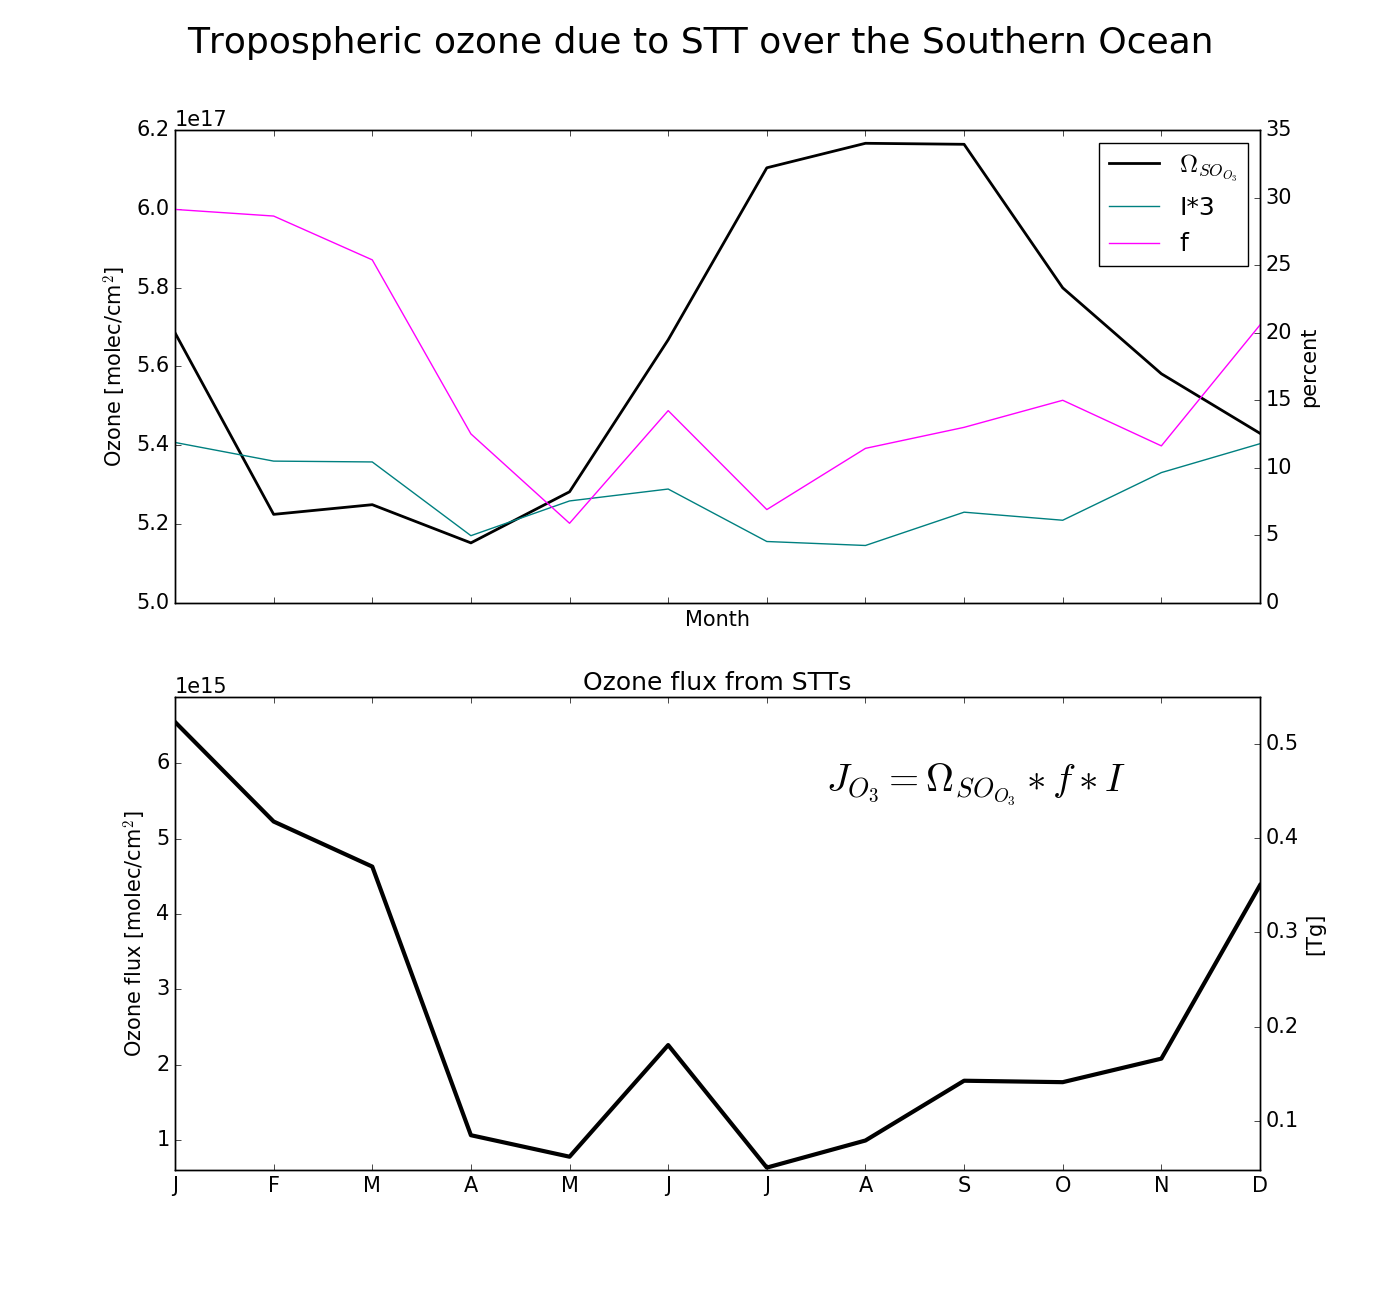 Tropospheric ozone due to STT over the Southern Ocean
1e17
6.2
6.0
5.8
5.6
5.4
5.2
5.0
Ozone [molec/cm²]
35
30
25
20
15
10
5
0
percent
Ω_{SO_{O_3}}
I*3
f
Month
Ozone flux from STTs
1e15
6
5
4
3
2
1
Ozone flux [molec/cm²]
J_{O_3} = Ω_{SO_{O_3}} * f * I
0.5
0.4
0.3
0.2
0.1
[Tg]
J F M A M J J A S O N D